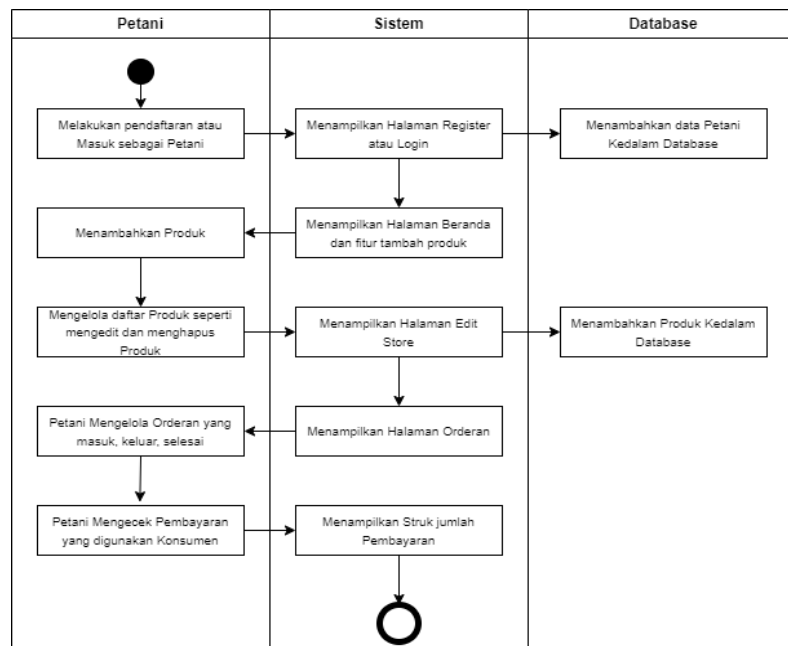 Petani
Sistem
Database
Melakukan pendaftaran atau
Masuk sebagai Petani
Menampilkan Halaman Register
atau Login
Menambahkan data Petani
Kedalam Database
Menambahkan Produk
Menampilkan Halaman Beranda
dan fitur tambah produk
Mengelola daftar Produk seperti
mengedit dan menghapus
Produk
Menampilkan Halaman Edit
Store
Menambahkan Produk Kedalam
Database
Petani Mengelola Orderan yang
masuk, keluar, selesai
Menampilkan Halaman Orderan
Petani Mengecek Pembayaran
yang digunakan Konsumen
Menampilkan Struk jumlah
Pembayaran